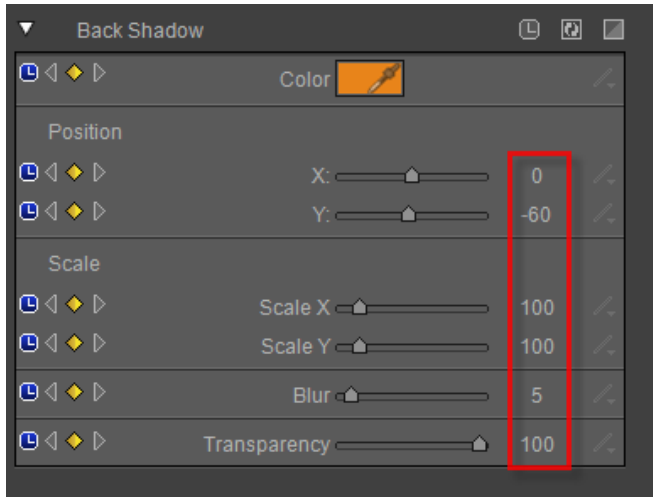 Back Shadow
Color
Position
X: 0
Y: -60
Scale
Scale X 100
Scale Y 100
Blur 5
Transparency 100